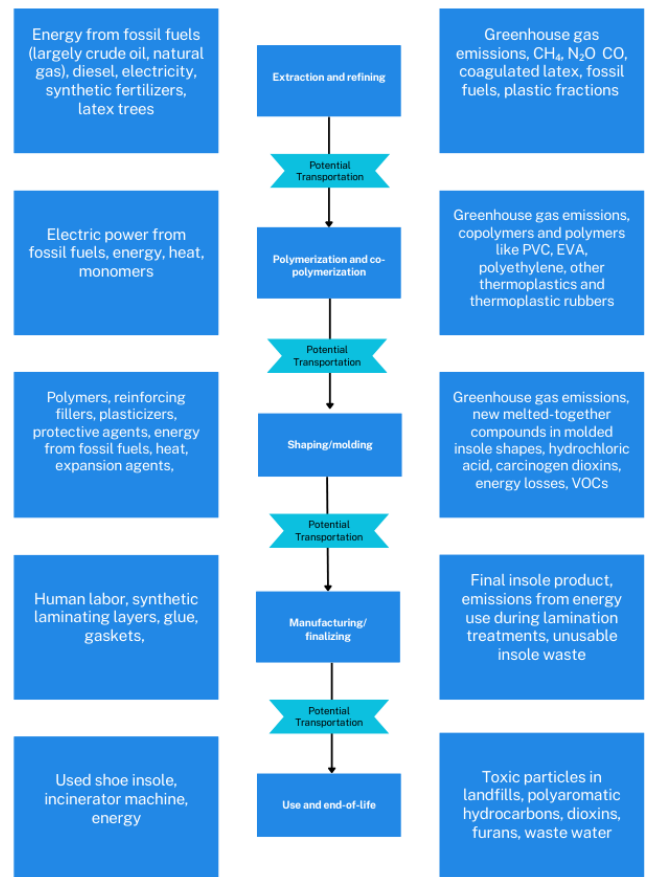 Energy from fossil fuels
(largely crude oil, natural
gas), diesel, electricity,
synthetic fertilizers,
latex trees
Extraction and refining
Greenhouse gas
emissions, CH₄, N₂O CO,
coagulated latex, fossil
fuels, plastic fractions
Potential
Transportation
Electric power from
fossil fuels, energy, heat,
monomers
Polymerization and co-
polymerization
Greenhouse gas emissions,
copolymers and polymers
like PVC, EVA,
polyethylene, other
thermoplastics and
thermoplastic rubbers
Potential
Transportation
Polymers, reinforcing
fillers, plasticizers,
protective agents, energy
from fossil fuels, heat,
expansion agents,
Shaping/molding
Greenhouse gas emissions,
new melted-together
compounds in molded
insole shapes, hydrochloric
acid, carcinogen dioxins,
energy losses, VOCs
Potential
Transportation
Human labor, synthetic
laminating layers, glue,
gaskets,
Manufacturing/
finalizing
Final insole product,
emissions from energy
use during lamination
treatments, unusable
insole waste
Potential
Transportation
Used shoe insole,
incinerator machine,
energy
Use and end-of-life
Toxic particles in
landfills, polyaromatic
hydrocarbons, dioxins,
furans, waste water